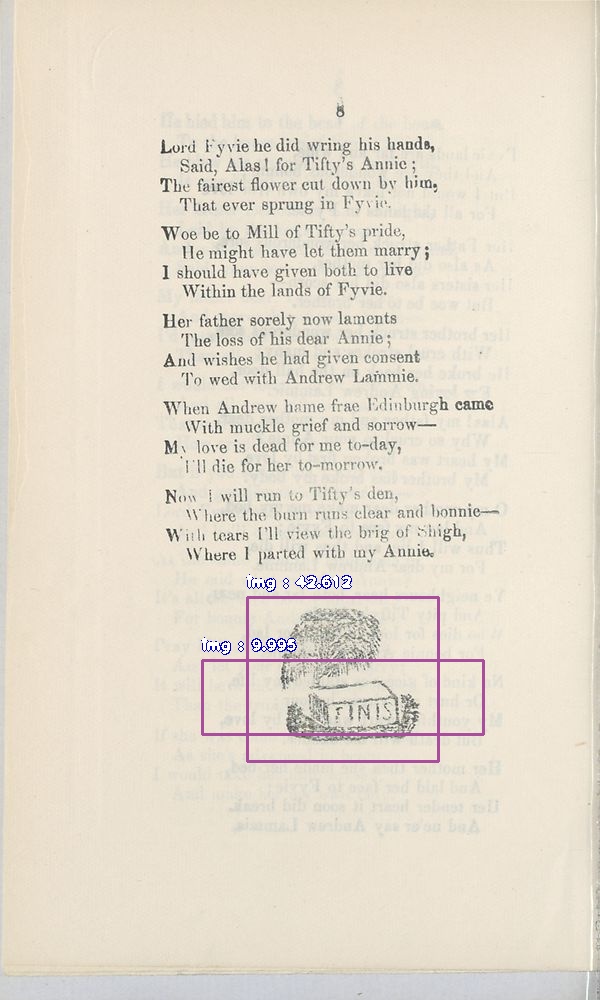 8
Lord Fyvie he did wring his hands,
Said, Alas! for Tifty's Annie;
The fairest flower cut down by him,
That ever sprung in Fyvie.
Woe be to Mill of Tifty's pride,
He might have let them marry;
I should have given both to live
Within the lands of Fyvie.
Her father sorely now laments
The loss of his dear Annie;
And wishes he had given consent
To wed with Andrew Lammie.
When Andrew hame frae Edinburgh came
With muckle grief and sorrow—
My love is dead for me to-day,
I'll die for her to-morrow.
Now I will run to Tifty's den,
Where the burn runs clear and bonnie—
With tears I'll view the brig of Shigh,
Where I parted with my Annie.
img : 42.612
img : 9.995
FINIS